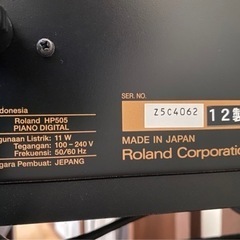 donesia
Roland HP505
PIANO DIGITAL
gunaan Listrik: 11 W
Tegangan: 100～240 V
Frekuensi: 50/60 Hz
gara Pembuat: JEPANG
SER. NO.
Z5C4062
12製
MADE IN JAPAN
Roland Corporatio